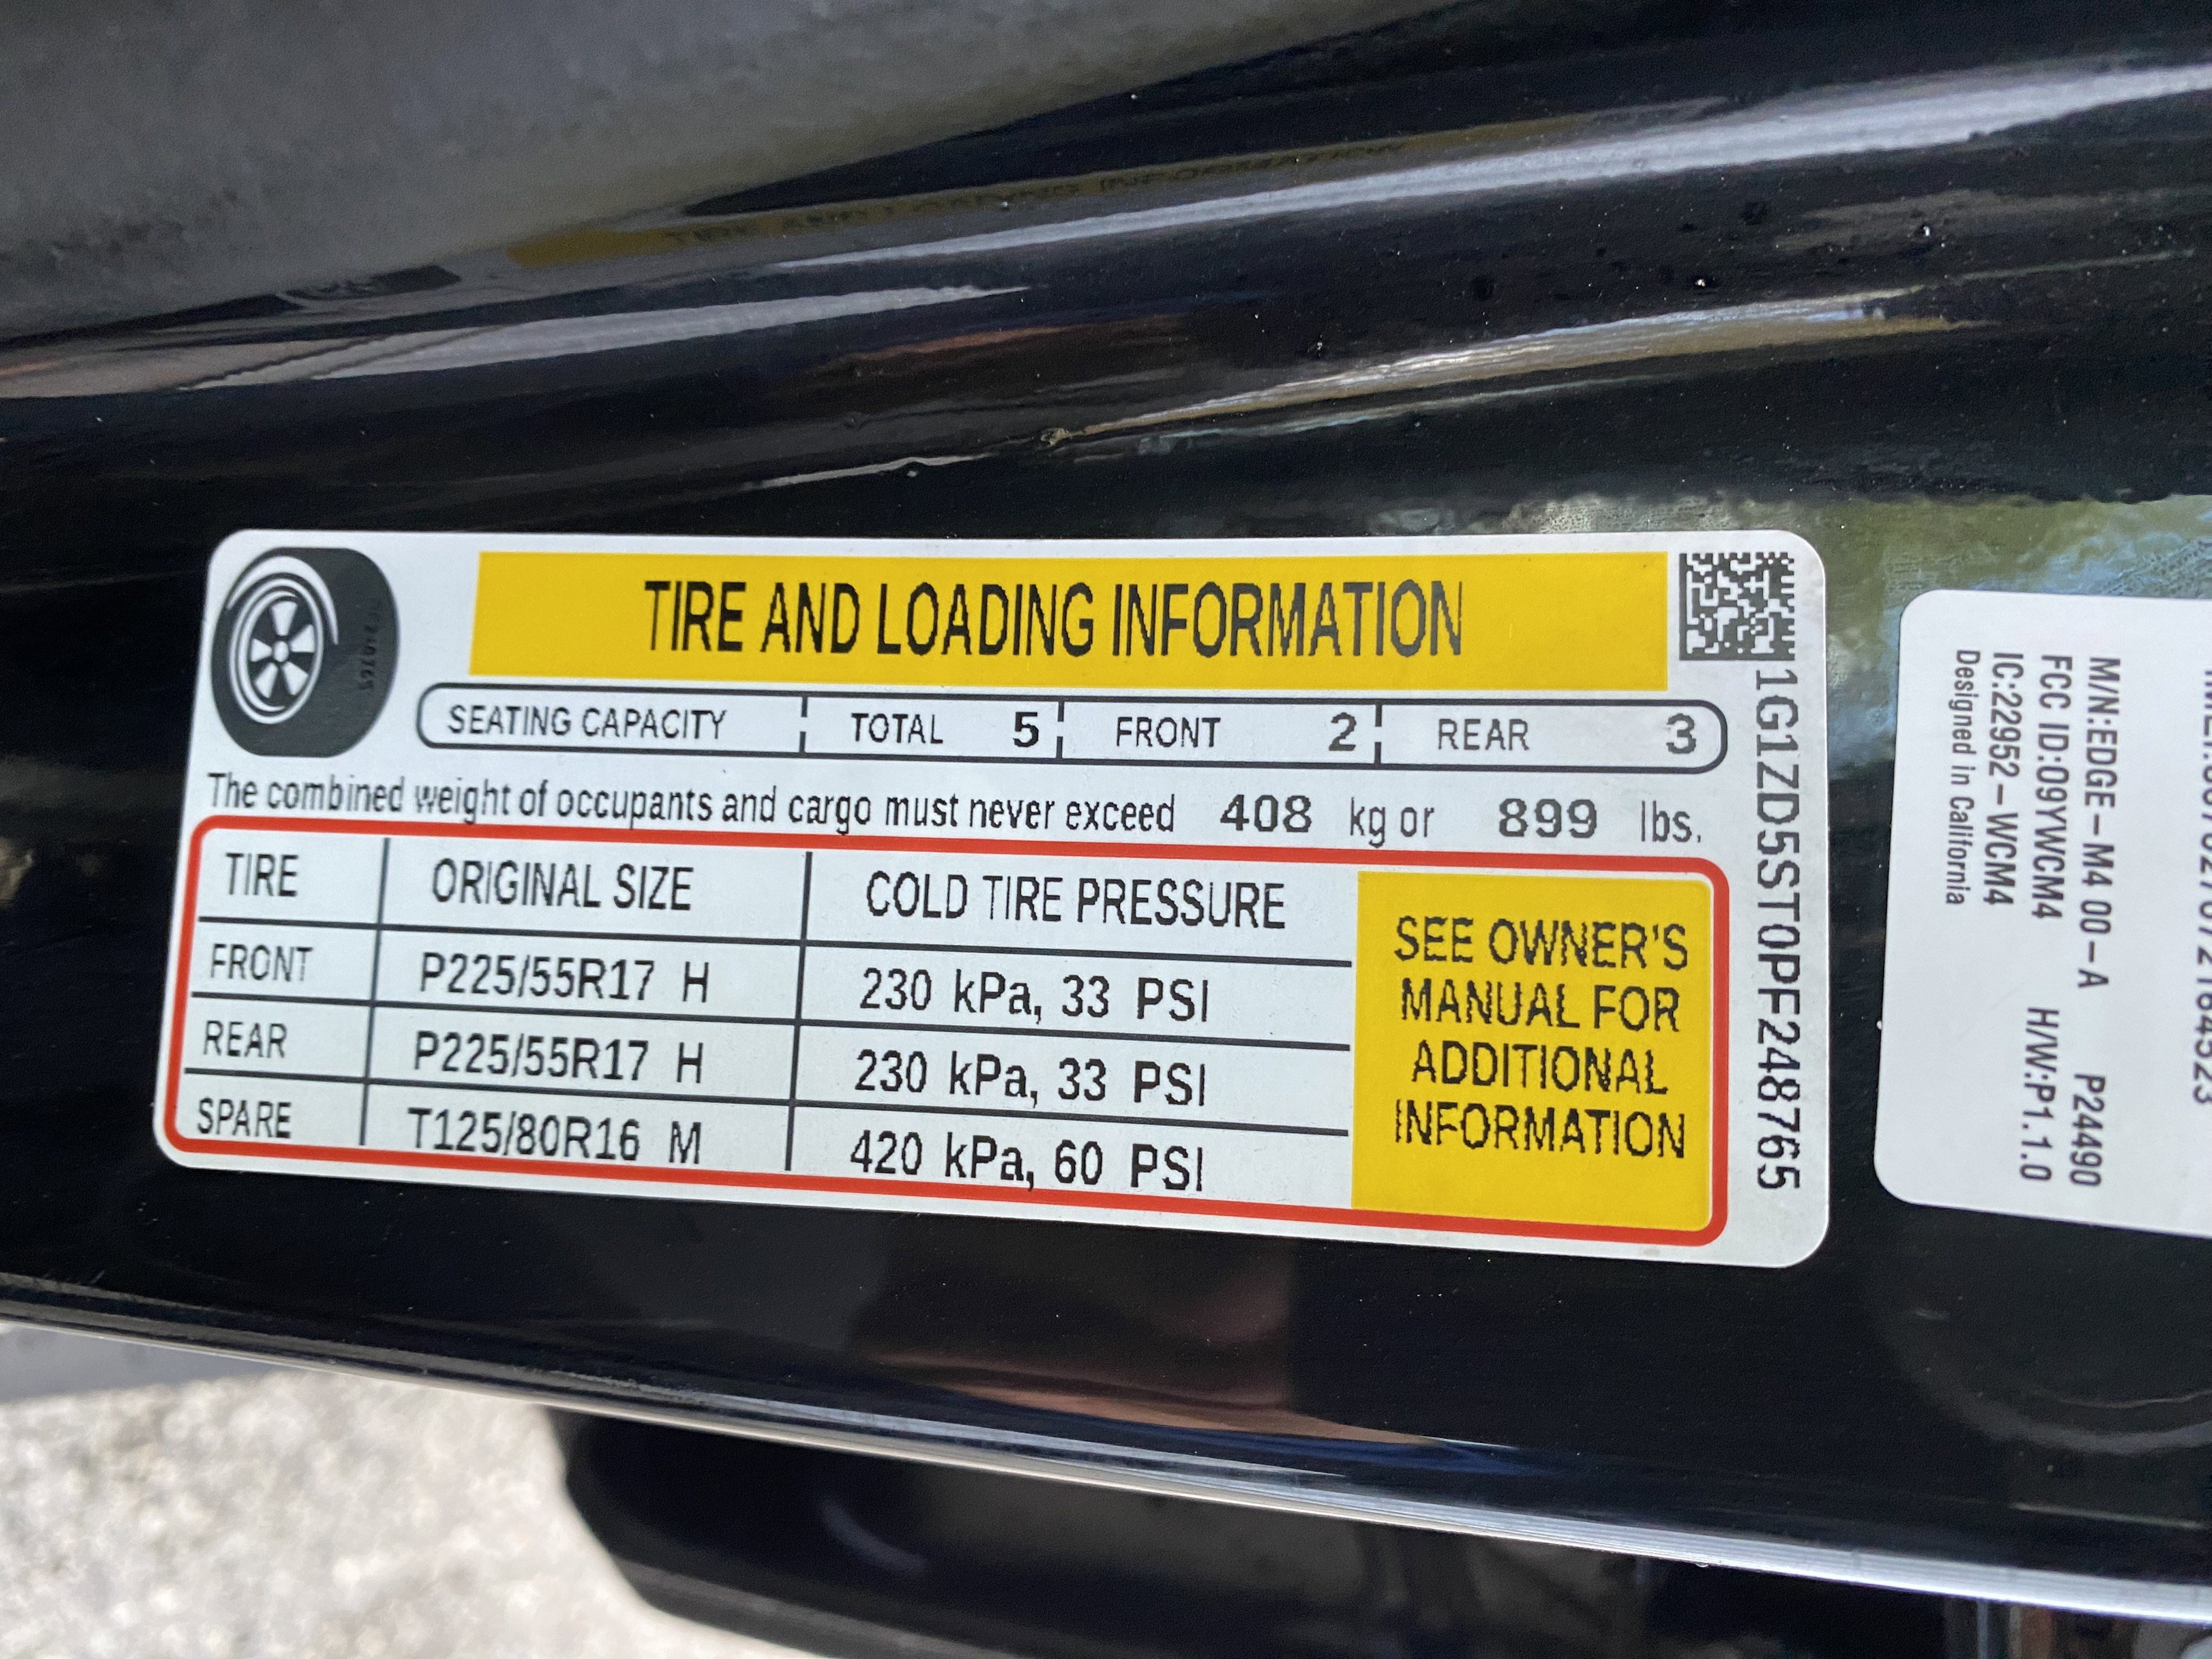 TIRE AND LOADING INFORMATION
SEATING CAPACITY TOTAL 5 FRONT 2 REAR 3
The combined weight of occupants and cargo must never exceed 408 kg or 899 lbs.
TIRE ORIGINAL SIZE COLD TIRE PRESSURE
FRONT P225/55R17 H 230 kPa, 33 PSI
REAR P225/55R17 H 230 kPa, 33 PSI
SPARE T125/80R16 M 420 kPa, 60 PSI
SEE OWNER'S
MANUAL FOR
ADDITIONAL
INFORMATION
1G1ZD5ST0PF248765
M/N:EDGE-M4 00-A P24490
FCC ID:09YWCM4 H/W:P1.1.0
IC:22952-WCM4
Designed in California